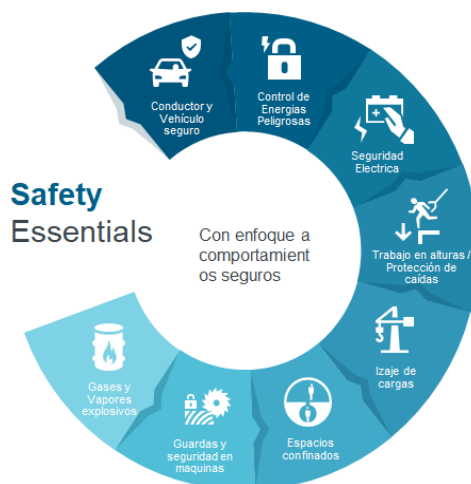 Conductor y
Vehículo
seguro
Control de
Energias
Peligrosas
Seguridad
Electrica
Trabajo en alturas /
Protección de
caídas
Izaje de
cargas
Espacios
confinados
Guardas y
seguridad en
maquinas
Gases y
Vapores
explosivos
Safety
Essentials
Con enfoque a
comportamient
os seguros